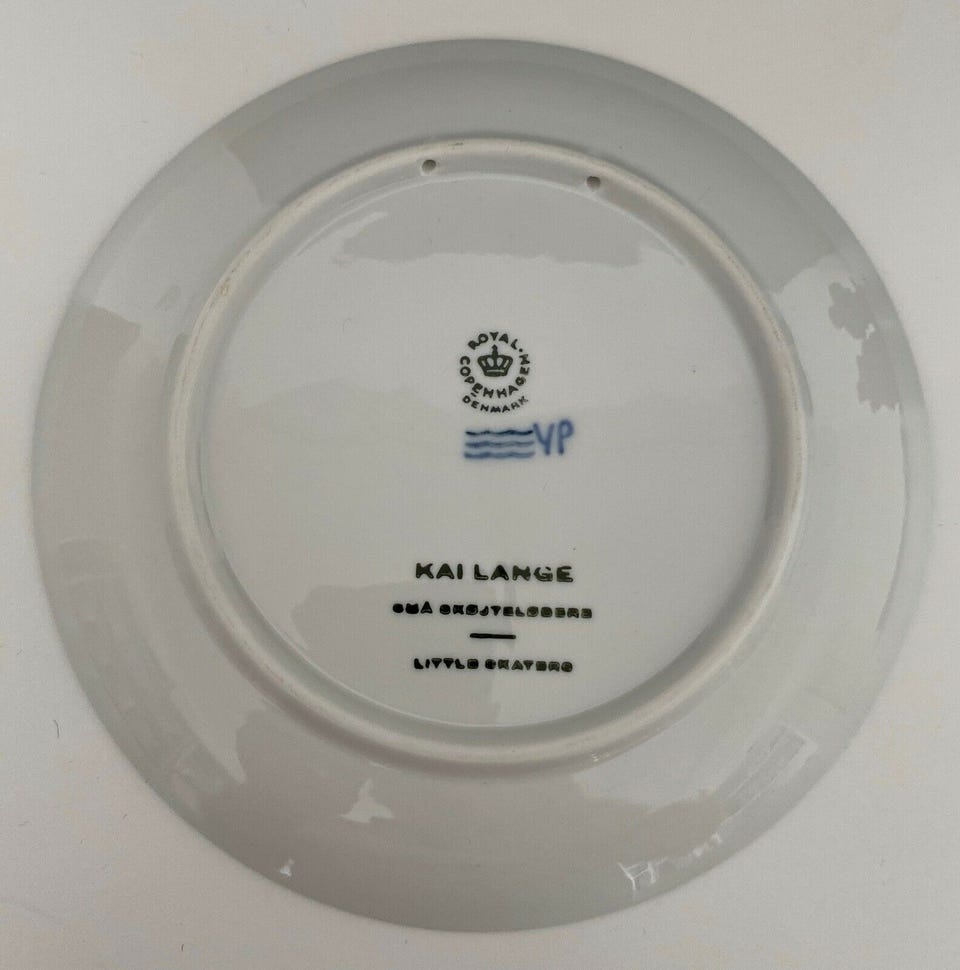 ROYAL
COPENHAGEN
DENMARK
VP
KAI LANGE
SMÅ SKØJTELØBERE
LITTLE SKATERS